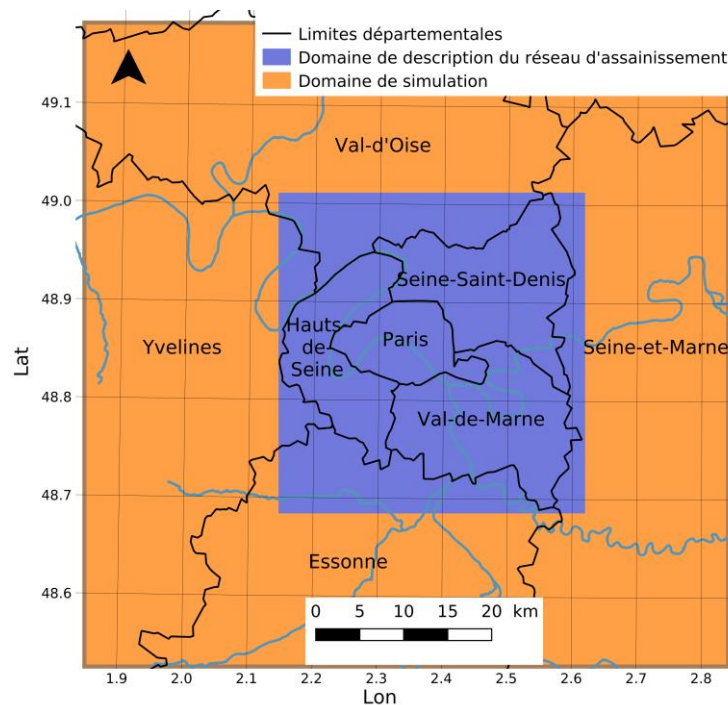 Limites départementales
Domaine de description du réseau d'assainissement
Domaine de simulation
49.1
Val-d'Oise
49.0
48.9
Seine-Saint-Denis
Hauts
de
Seine
Paris
Yvelines
Seine-et-Marne
Lat
48.8
Val-de-Marne
48.7
Essonne
48.6
0 5 10 15 20 km
1.9 2.0 2.1 2.2 2.3 2.4 2.5 2.6 2.7 2.8
Lon